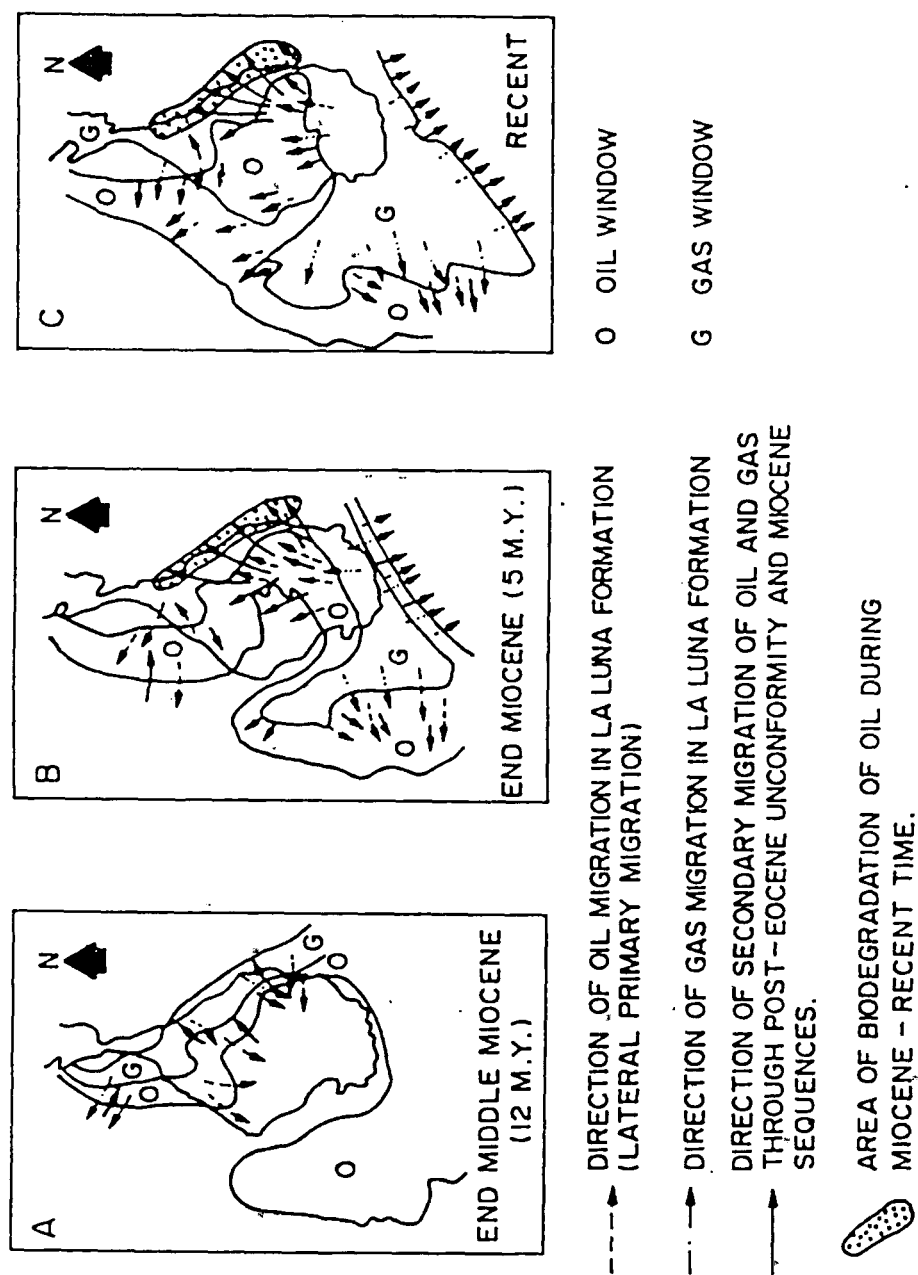 A
N
G
O
G
O
O
END MIDDLE MIOCENE
(12 M.Y.)
B
N
O
O
G
O
END MIOCENE (5 M.Y.)
C
N
G
O
O
G
O
RECENT
DIRECTION OF OIL MIGRATION IN LA LUNA FORMATION
(LATERAL PRIMARY MIGRATION)
DIRECTION OF GAS MIGRATION IN LA LUNA FORMATION
DIRECTION OF SECONDARY MIGRATION OF OIL AND GAS
THROUGH POST-EOCENE UNCONFORMITY AND MIOCENE
SEQUENCES.
AREA OF BIODEGRADATION OF OIL DURING
MIOCENE - RECENT TIME.
O OIL WINDOW
G GAS WINDOW